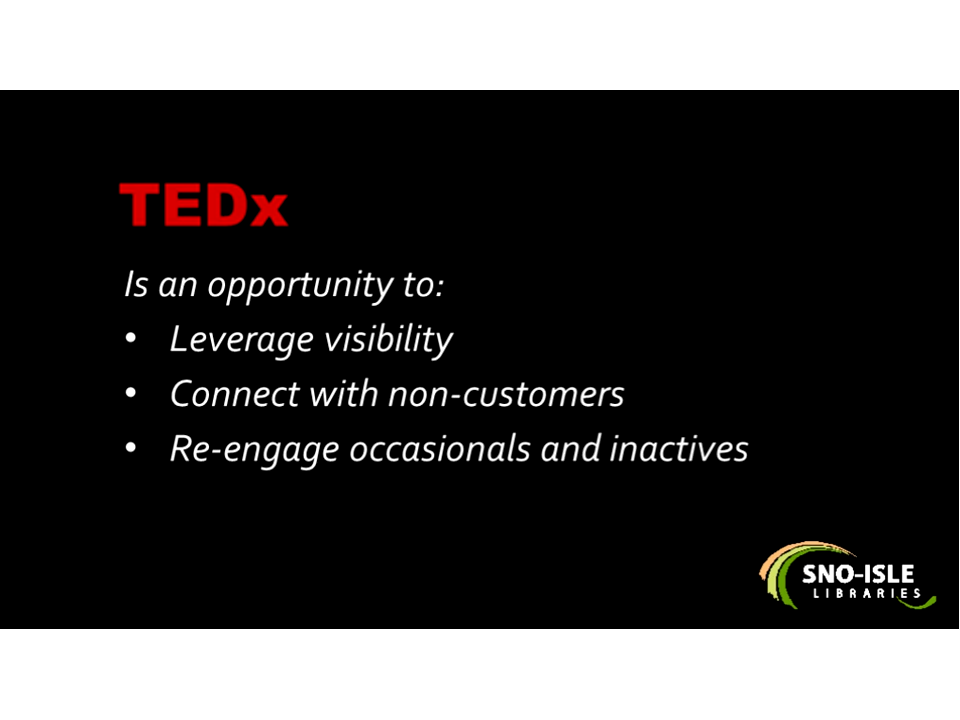 TEDx
Is an opportunity to:
• Leverage visibility
• Connect with non-customers
• Re-engage occasionals and inactives
SNO-ISLE
LIBRARIES